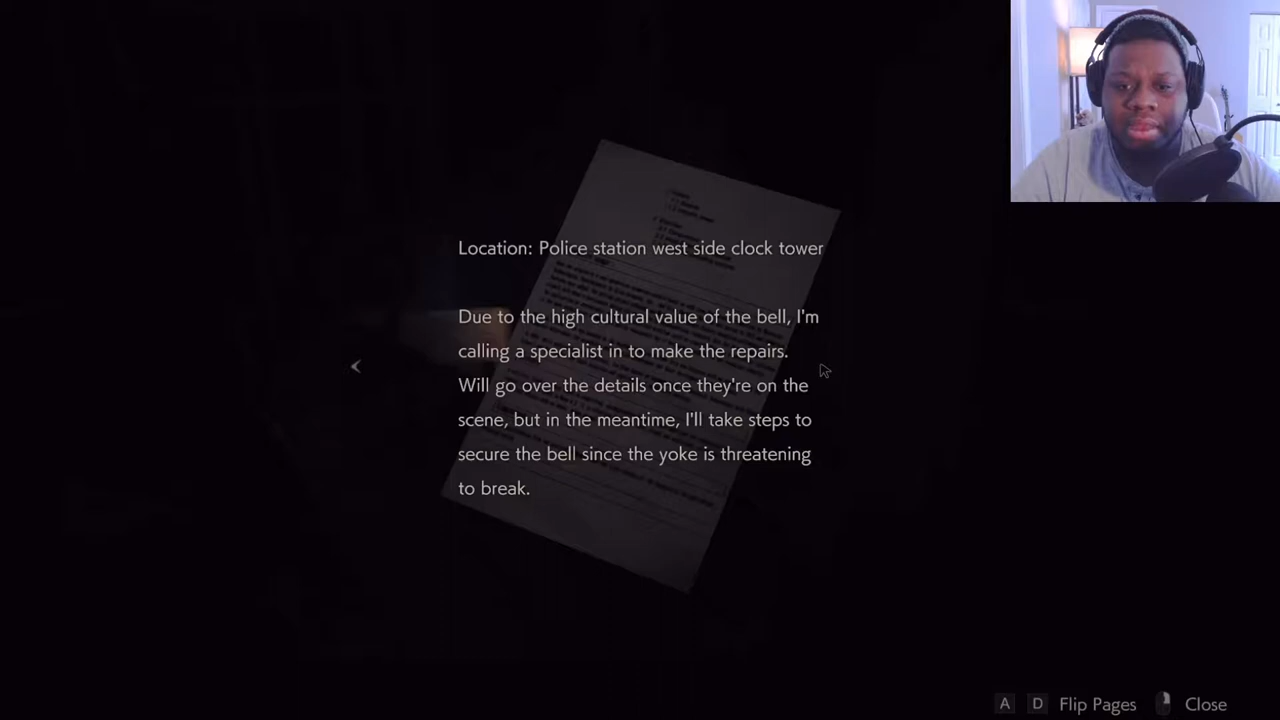 Location: Police station west side clock tower
Due to the high cultural value of the bell, I'm
calling a specialist in to make the repairs.
Will go over the details once they're on the
scene, but in the meantime, I'll take steps to
secure the bell since the yoke is threatening
to break.
A D Flip Pages Close